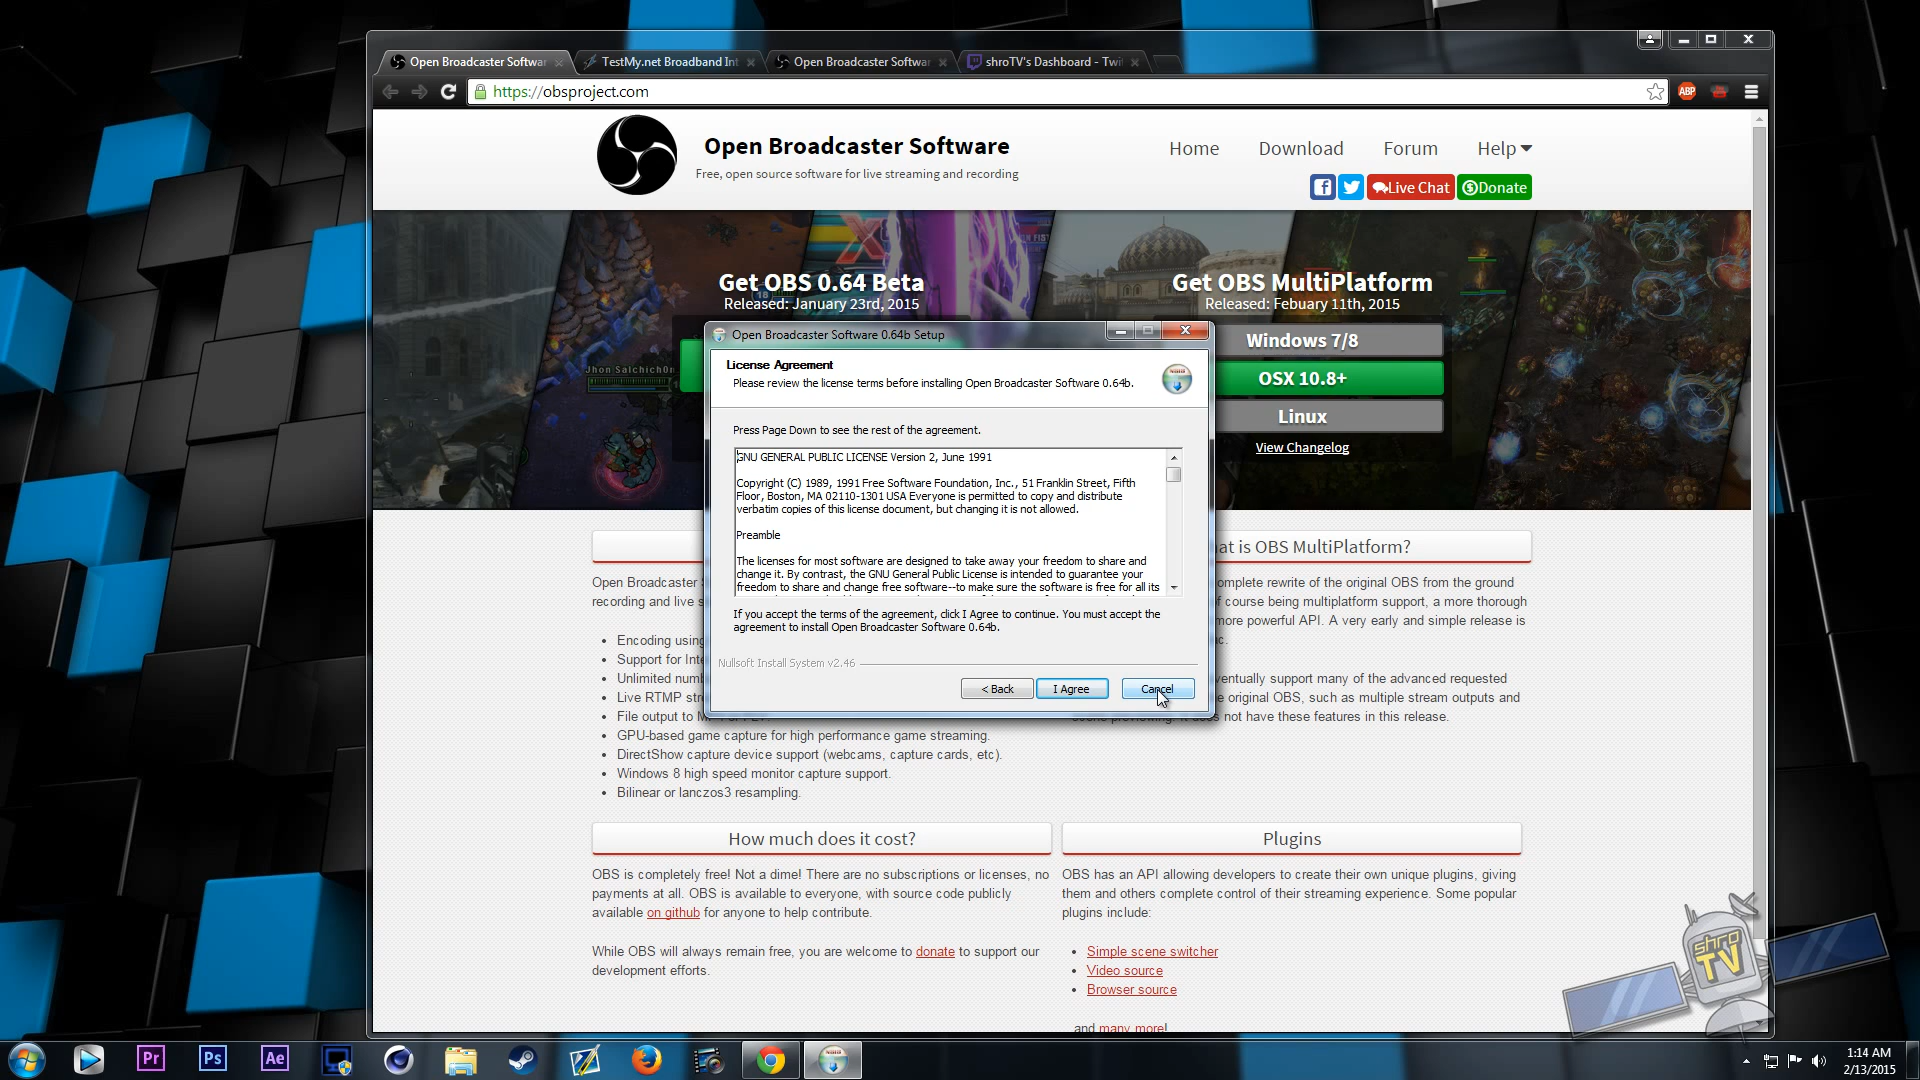 Open Broadcaster Softwar
TestMy.net Broadband Int
Open Broadcaster Softwar
shroTV's Dashboard - Twi
https://obsproject.com
ABP
Open Broadcaster Software
Free, open source software for live streaming and recording
Home
Download
Forum
Help
Live Chat
Donate
Get OBS 0.64 Beta
Released: January 23rd, 2015
Get OBS MultiPlatform
Released: Febuary 11th, 2015
Windows 7/8
OSX 10.8+
Linux
View Changelog
Jhon Salchich
Open Broadcaster Software 0.64b Setup
License Agreement
Please review the license terms before installing Open Broadcaster Software 0.64b.
Press Page Down to see the rest of the agreement.
GNU GENERAL PUBLIC LICENSE Version 2, June 1991
Copyright (C) 1989, 1991 Free Software Foundation, Inc., 51 Franklin Street, Fifth
Floor, Boston, MA 02110-1301 USA Everyone is permitted to copy and distribute
verbatim copies of this license document, but changing it is not allowed.
Preamble
The licenses for most software are designed to take away your freedom to share and
change it. By contrast, the GNU General Public License is intended to guarantee your
freedom to share and change free software--to make sure the software is free for all its
If you accept the terms of the agreement, click I Agree to continue. You must accept the
agreement to install Open Broadcaster Software 0.64b.
Nullsoft Install System v2.46
< Back
I Agree
Cancel
Open Broadcaster
recording and live s
Encoding using
Support for Inte
Unlimited numb
Live RTMP stre
File output to
GPU-based game capture for high performance game streaming.
DirectShow capture device support (webcams, capture cards, etc).
Windows 8 high speed monitor capture support.
Bilinear or lanczos3 resampling.
at is OBS MultiPlatform?
omplete rewrite of the original OBS from the ground
f course being multiplatform support, a more thorough
more powerful API. A very early and simple release is
c.
ventually support many of the advanced requested
e original OBS, such as multiple stream outputs and
not have these features in this release.
How much does it cost?
OBS is completely free! Not a dime! There are no subscriptions or licenses, no
payments at all. OBS is available to everyone, with source code publicly
available on github for anyone to help contribute.
While OBS will always remain free, you are welcome to donate to support our
development efforts.
Plugins
OBS has an API allowing developers to create their own unique plugins, giving
them and others complete control of their streaming experience. Some popular
plugins include:
Simple scene switcher
Video source
Browser source
and many more!
shro
TV
Pr
Ps
Ae
1:14 AM
2/13/2015